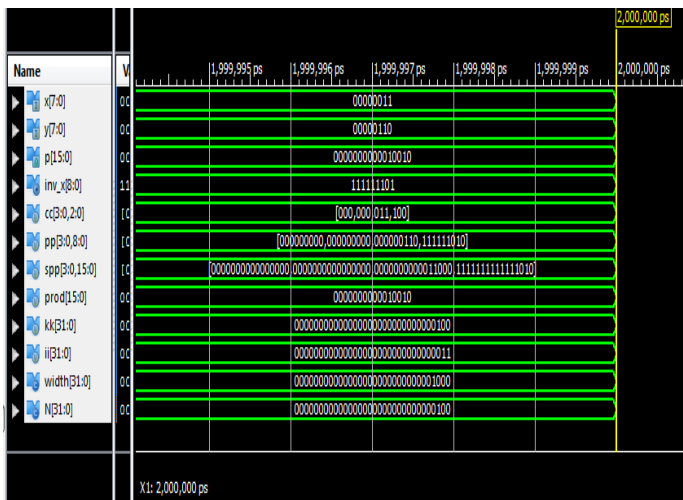 2,000,000 ps
Name V
1,999,995 ps 1,999,996 ps 1,999,997 ps 1,999,998 ps 1,999,999 ps 2,000,000 ps
x[7:0] 00000011
y[7:0] 00000110
p[15:0] 0000000000010010
inv_x[8:0] 11 111111101
cc[3:0,2:0] [000,000,011,100]
pp[3:0,8:0] [000000000,000000000,000000110,111111010]
spp[3:0,15:0] [0000000000000000,0000000000000000,0000000000011000,1111111111111010]
prod[15:0] 0000000000010010
kk[31:0] 00000000000000000000000000000100
ii[31:0] 00000000000000000000000000000011
width[31:0] 00000000000000000000000000001000
N[31:0] 00000000000000000000000000000100
X1: 2,000,000 ps